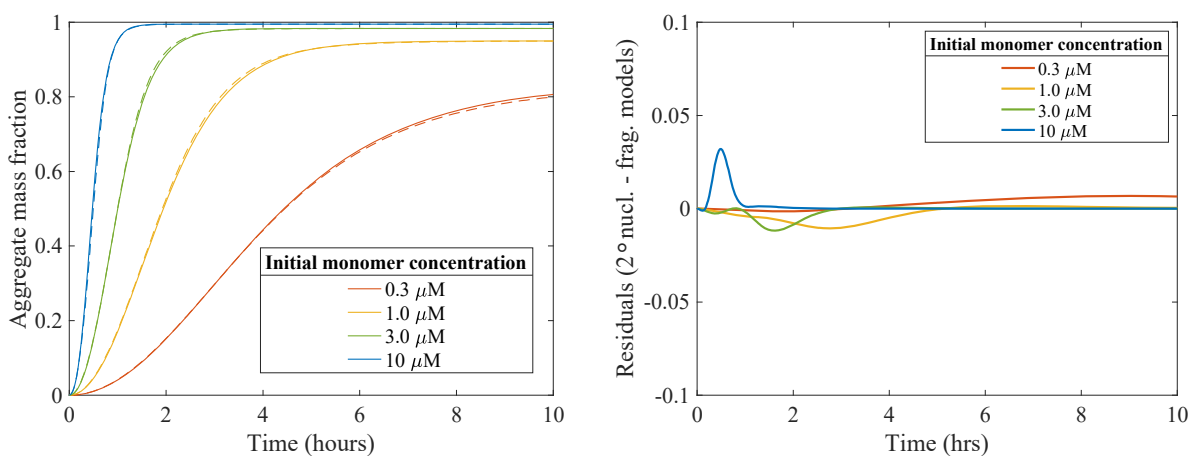 1
0.8
0.6
0.4
0.2
0
Aggregate mass fraction
0 2 4 6 8 10
Time (hours)
Initial monomer concentration
0.3 μM
1.0 μM
3.0 μM
10 μM
0.1
0.05
0
-0.05
-0.1
Residuals (2° nucl. - frag. models)
0 2 4 6 8 10
Time (hrs)
Initial monomer concentration
0.3 μM
1.0 μM
3.0 μM
10 μM